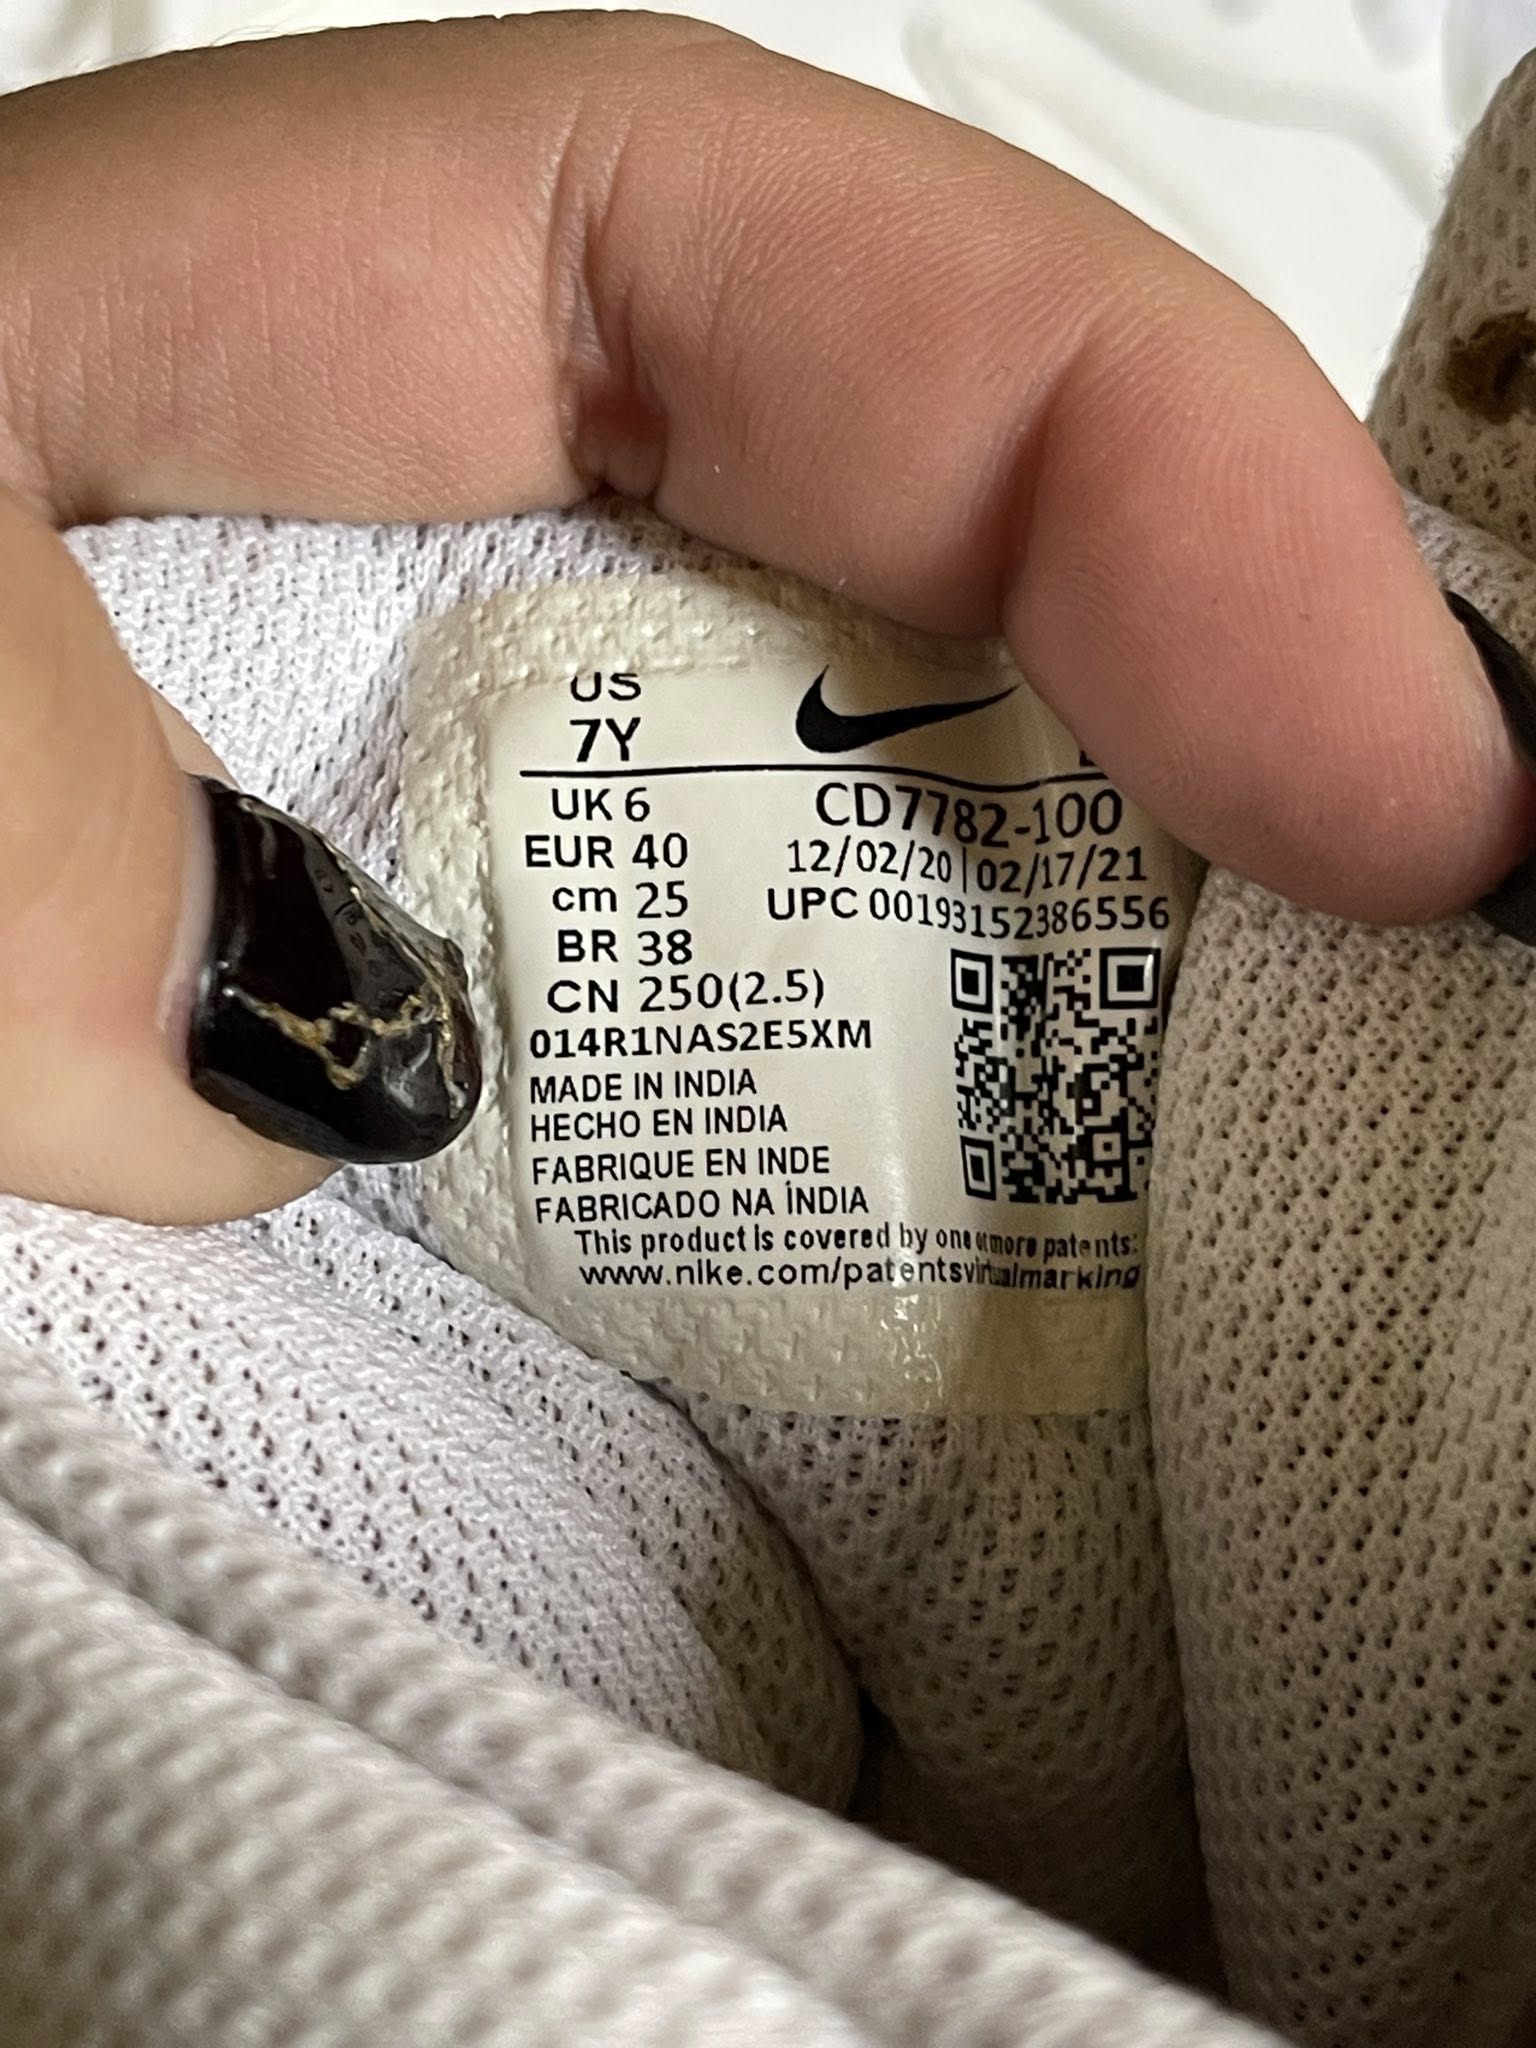 US
7Y
UK 6
EUR 40
cm 25
BR 38
CN 250(2.5)
CD7782-100
12/02/20 | 02/17/21
UPC 00193152386556
014R1NAS2E5XM
MADE IN INDIA
HECHO EN INDIA
FABRIQUE EN INDE
FABRICADO NA ÍNDIA
This product is covered by one or more patents:
www.nike.com/patentsvirtualmarking